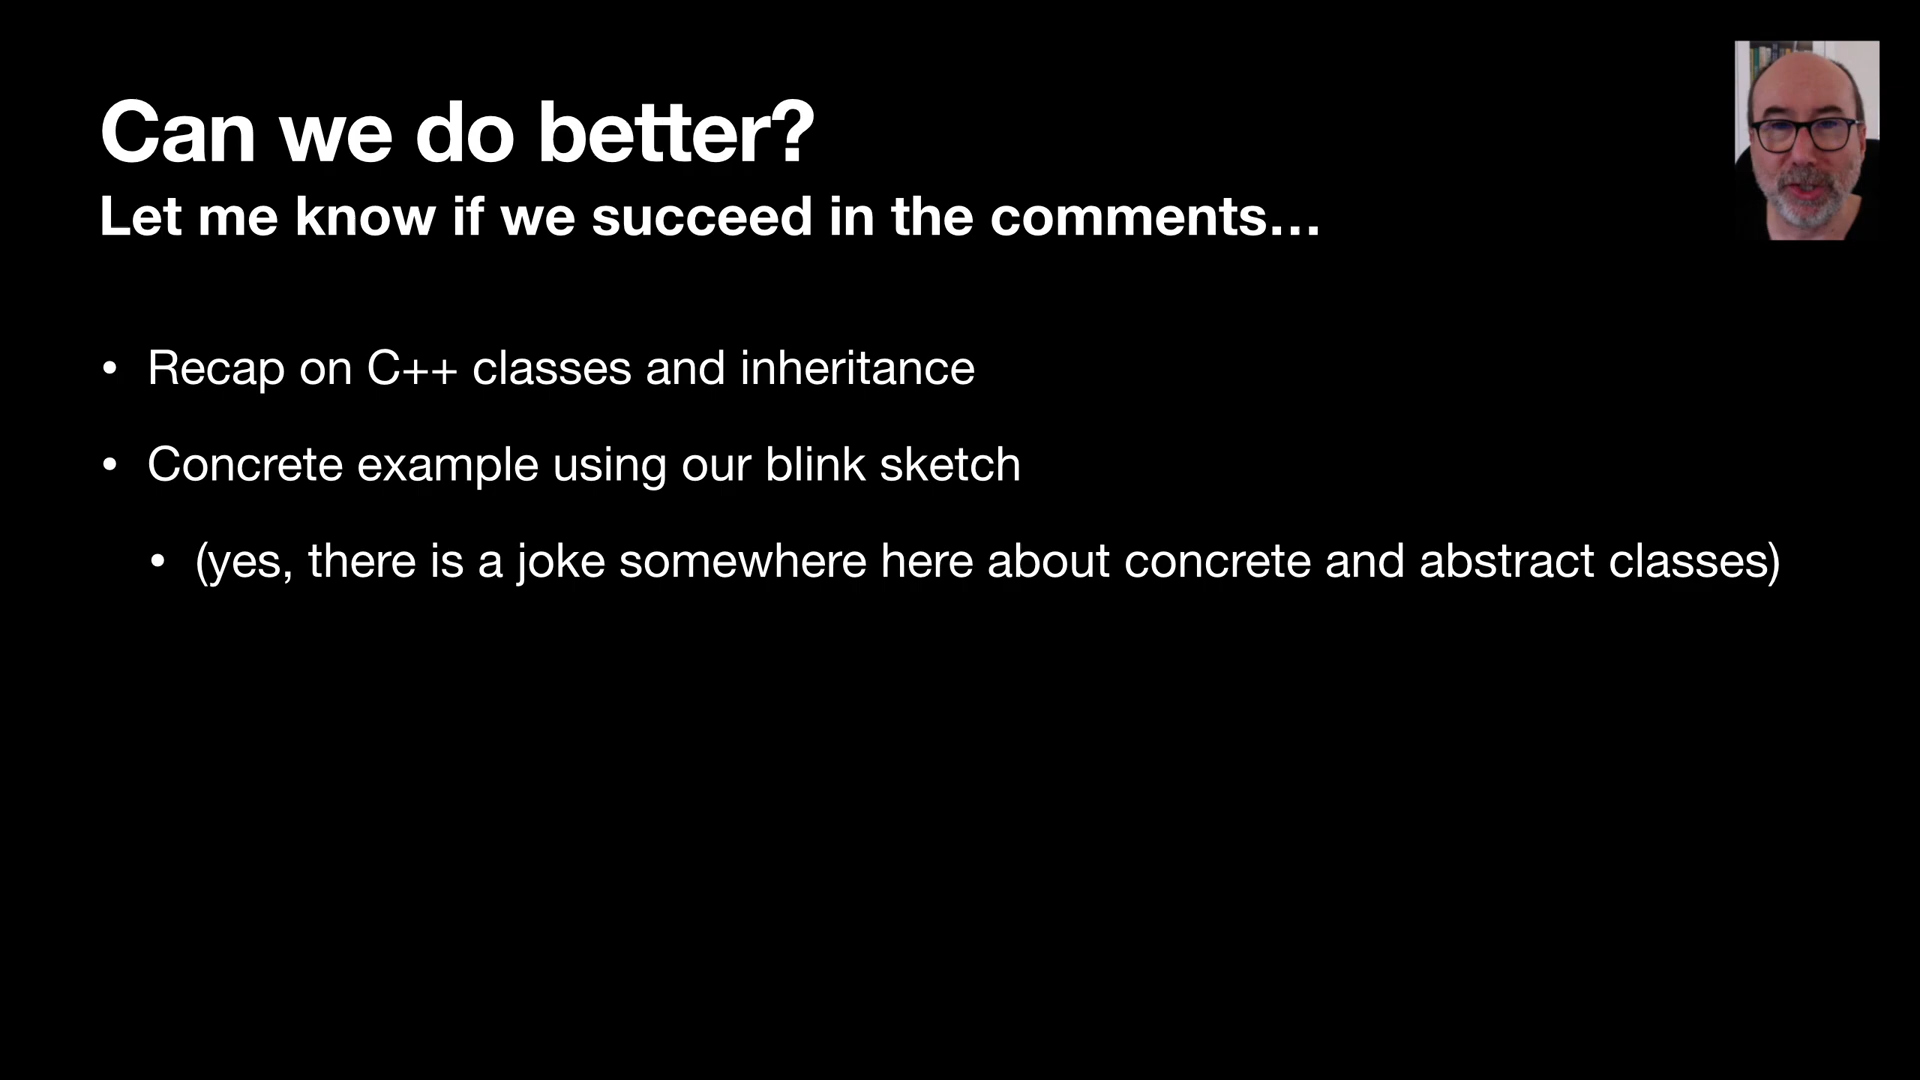 Can we do better?
Let me know if we succeed in the comments…
• Recap on C++ classes and inheritance
• Concrete example using our blink sketch
• (yes, there is a joke somewhere here about concrete and abstract classes)